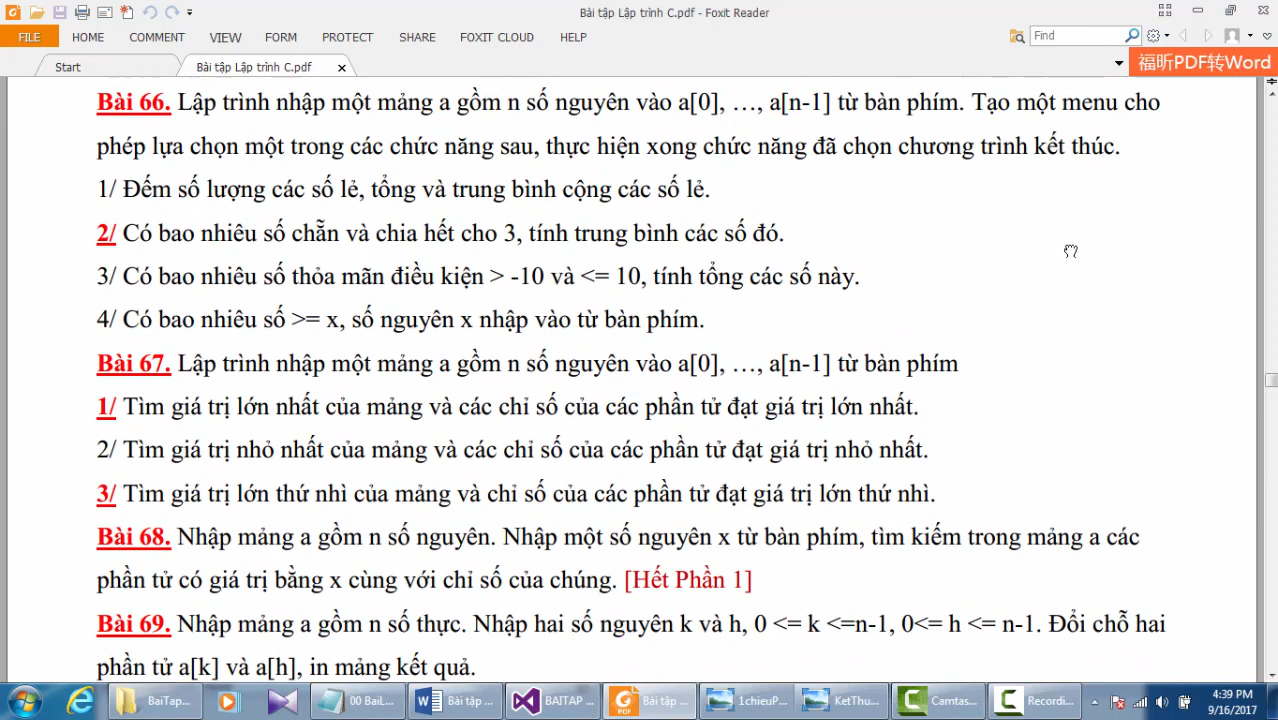 Bài tập Lập trình C.pdf - Foxit Reader
FILE HOME COMMENT VIEW FORM PROTECT SHARE FOXIT CLOUD HELP Find
Start Bài tập Lập trình C.pdf 福昕PDF转Word
Bài 66. Lập trình nhập một mảng a gồm n số nguyên vào a[0], …, a[n-1] từ bàn phím. Tạo một menu cho
phép lựa chọn một trong các chức năng sau, thực hiện xong chức năng đã chọn chương trình kết thúc.
1/ Đếm số lượng các số lẻ, tổng và trung bình cộng các số lẻ.
2/ Có bao nhiêu số chẵn và chia hết cho 3, tính trung bình các số đó.
3/ Có bao nhiêu số thỏa mãn điều kiện > -10 và <= 10, tính tổng các số này.
4/ Có bao nhiêu số >= x, số nguyên x nhập vào từ bàn phím.
Bài 67. Lập trình nhập một mảng a gồm n số nguyên vào a[0], …, a[n-1] từ bàn phím
1/ Tìm giá trị lớn nhất của mảng và các chỉ số của các phần tử đạt giá trị lớn nhất.
2/ Tìm giá trị nhỏ nhất của mảng và các chỉ số của các phần tử đạt giá trị nhỏ nhất.
3/ Tìm giá trị lớn thứ nhì của mảng và chỉ số của các phần tử đạt giá trị lớn thứ nhì.
Bài 68. Nhập mảng a gồm n số nguyên. Nhập một số nguyên x từ bàn phím, tìm kiếm trong mảng a các
phần tử có giá trị bằng x cùng với chỉ số của chúng. [Hết Phần 1]
Bài 69. Nhập mảng a gồm n số thực. Nhập hai số nguyên k và h, 0 <= k <=n-1, 0<= h <= n-1. Đổi chỗ hai
phần tử a[k] và a[h], in mảng kết quả.
BaiTap... 00 BaiL... Bài tập ... BAITAP ... Bài tập ... 1chieuP... KetThu... Camtas... Recordi... 4:39 PM
9/16/2017